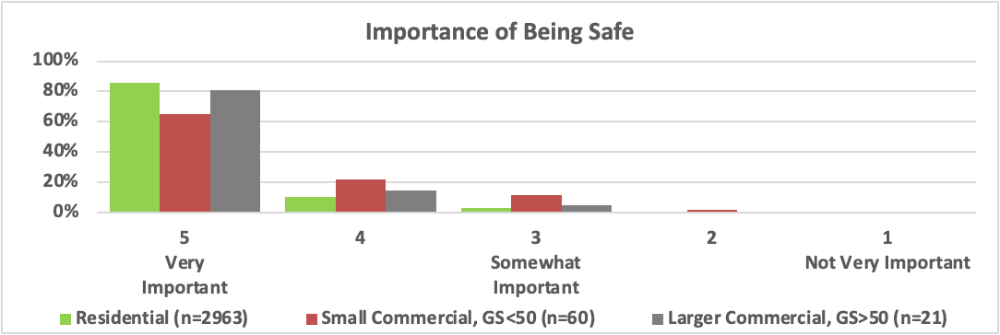 Importance of Being Safe
100%
80%
60%
40%
20%
0%
5 4 3 2 1
Very Somewhat Not Very Important
Important Important
Residential (n=2963) Small Commercial, GS<50 (n=60) Larger Commercial, GS>50 (n=21)